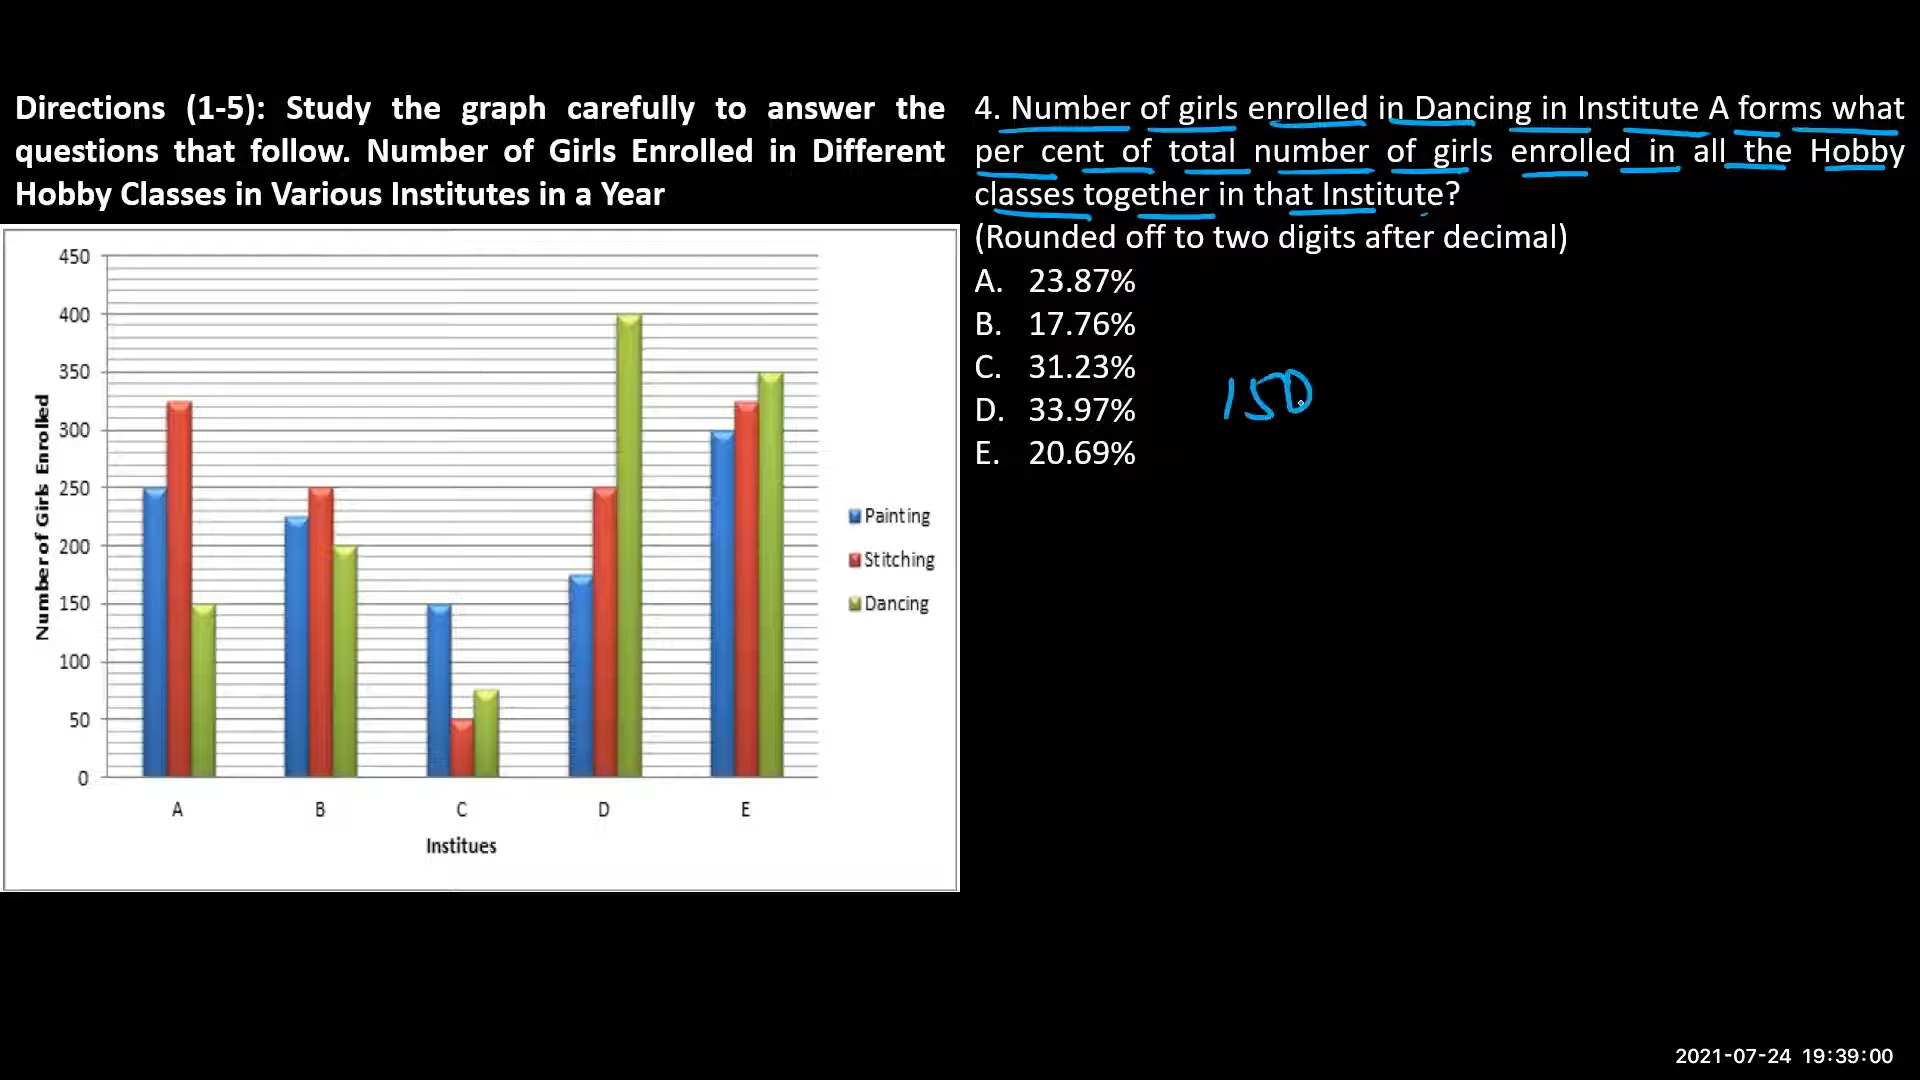 Directions (1-5): Study the graph carefully to answer the
questions that follow. Number of Girls Enrolled in Different
Hobby Classes in Various Institutes in a Year
450
400
350
300
250
200
150
100
50
0
Number of Girls Enrolled
A B C D E
Institues
Painting
Stitching
Dancing
4. Number of girls enrolled in Dancing in Institute A forms what
per cent of total number of girls enrolled in all the Hobby
classes together in that Institute?
(Rounded off to two digits after decimal)
A. 23.87%
B. 17.76%
C. 31.23%
D. 33.97%
E. 20.69%
150
2021-07-24 19:39:00